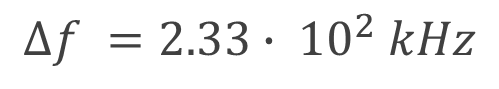 Δf = 2.33 · 10² kHz